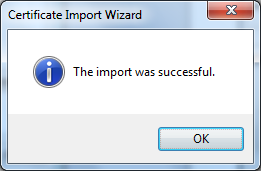 Certificate Import Wizard
The import was successful.
OK